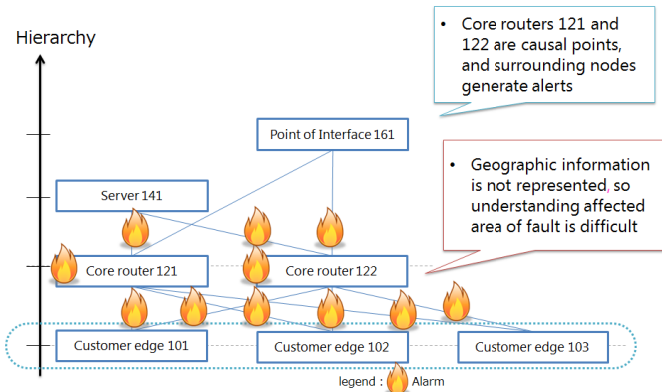 Hierarchy
• Core routers 121 and
122 are causal points,
and surrounding nodes
generate alerts
Point of Interface 161
• Geographic information
is not represented, so
understanding affected
area of fault is difficult
Server 141
Core router 121
Core router 122
Customer edge 101
Customer edge 102
Customer edge 103
legend : Alarm